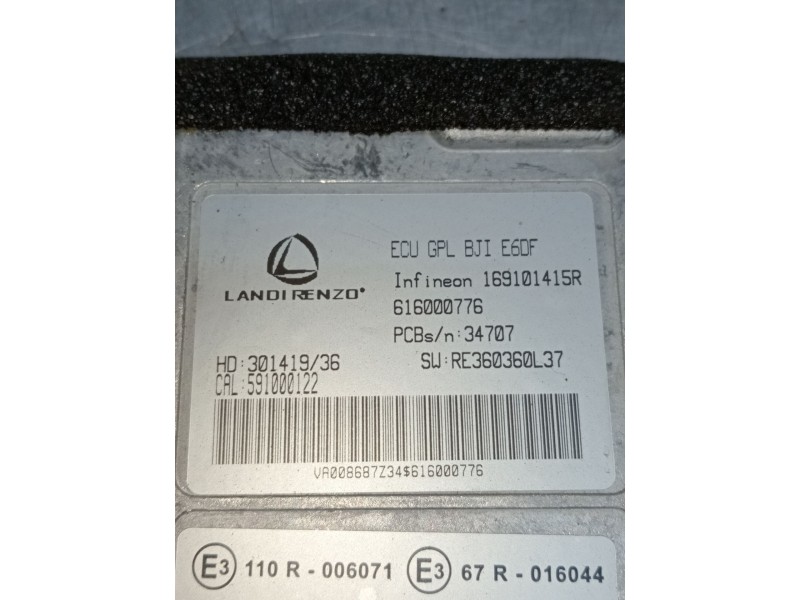 LANDIRENZO®
ECU GPL BJI E6DF
Infineon 169101415R
616000776
PCBs/n:34707
HD:301419/36 SW:RE360360L37
CAL:591000122
VA008687Z34$616000776
E3 110 R - 006071 E3 67 R - 016044